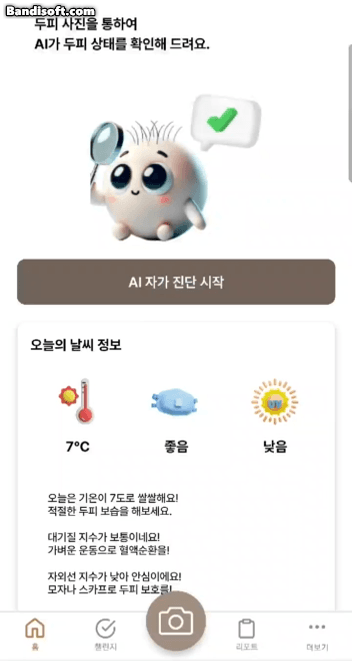 Bandisoft.com
두피 사진을 통하여
AI가 두피 상태를 확인해 드려요.
AI 자가 진단 시작
오늘의 날씨 정보
7°C 좋음 낮음
오늘은 기온이 7도로 쌀쌀해요!
적절한 두피 보습을 해보세요.
대기질 지수가 보통이네요!
가벼운 운동으로 혈액순환을!
자외선 지수가 낮아 안심이에요!
모자나 스카프로 두피 보호를!
홈 챌린지 리포트 더보기